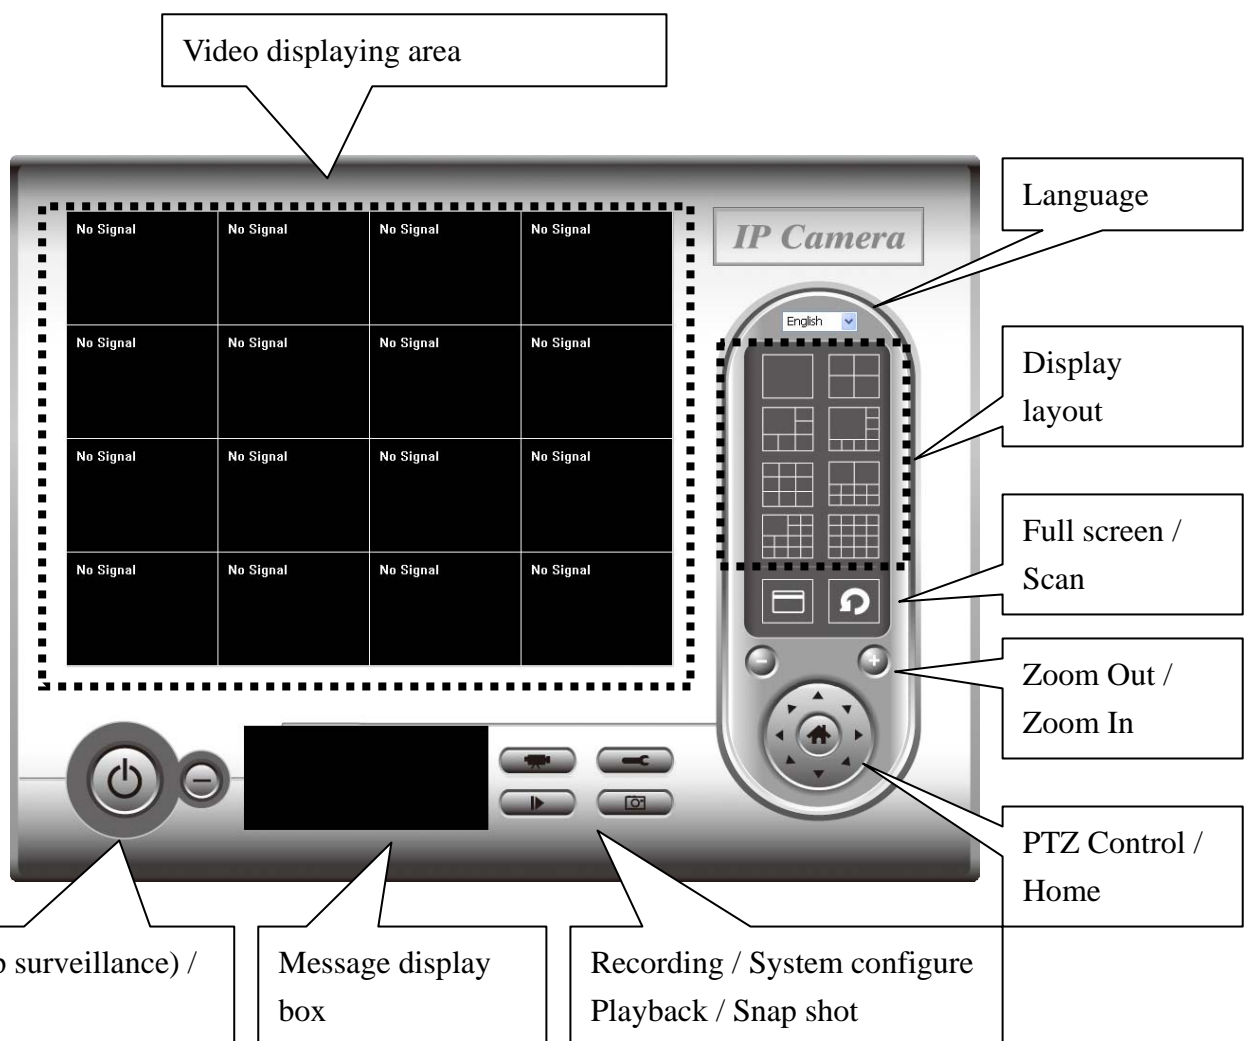 Video displaying area
Language
No Signal No Signal No Signal No Signal
IP Camera
English
No Signal No Signal No Signal No Signal
Display
layout
No Signal No Signal No Signal No Signal
Full screen /
Scan
No Signal No Signal No Signal No Signal
Zoom Out /
Zoom In
PTZ Control /
Home
surveillance) /
Message display
box
Recording / System configure
Playback / Snap shot